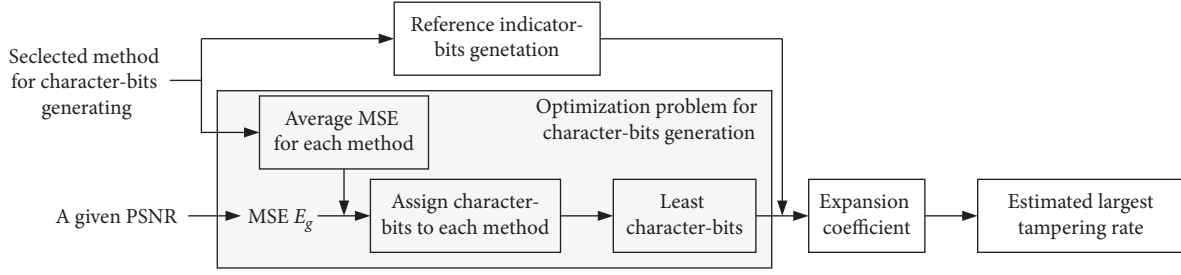 Reference indicator-
bits genetation
Seclected method
for character-bits
generating
Optimization problem for
character-bits generation
Average MSE
for each method
A given PSNR
MSE E_g
Assign character-
bits to each method
Least
character-bits
Expansion
coefficient
Estimated largest
tampering rate